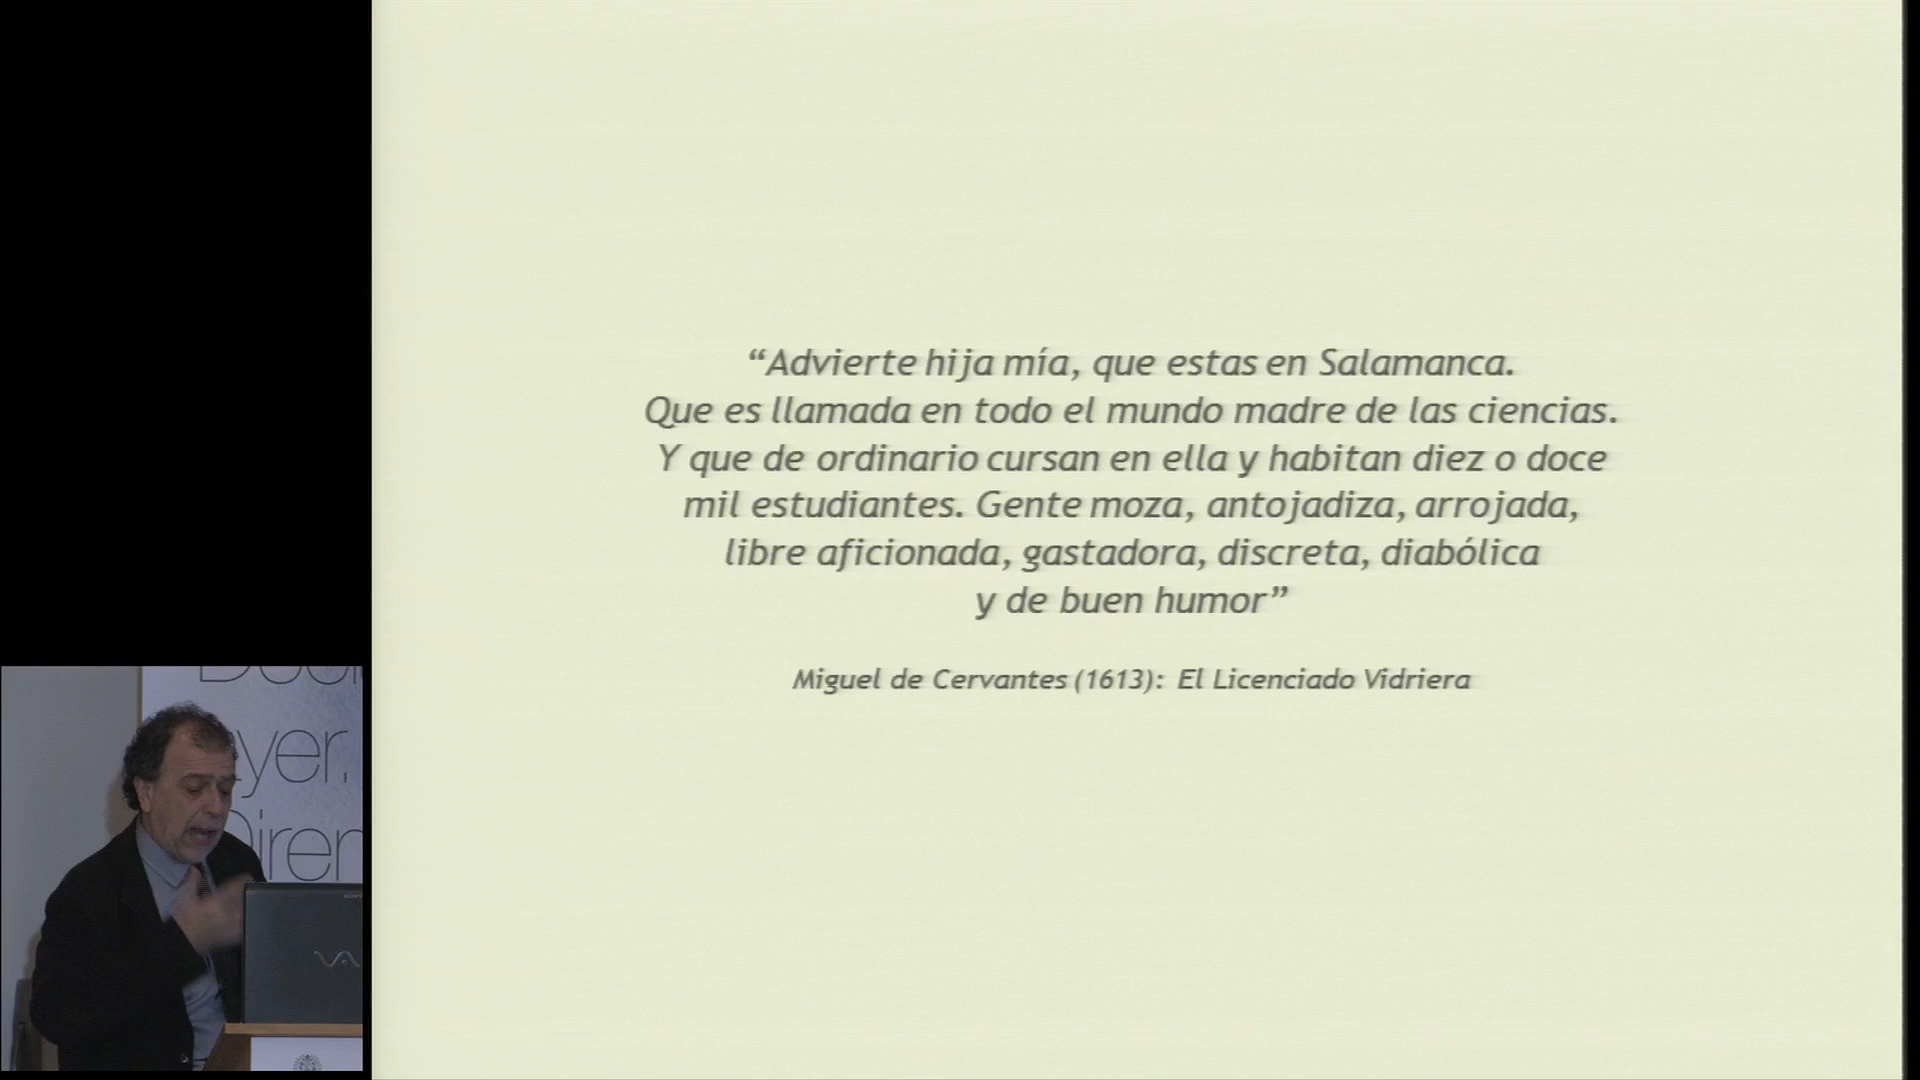 “Advierte hija mía, que estas en Salamanca.
Que es llamada en todo el mundo madre de las ciencias.
Y que de ordinario cursan en ella y habitan diez o doce
mil estudiantes. Gente moza, antojadiza, arrojada,
libre aficionada, gastadora, discreta, diabólica
y de buen humor”
Miguel de Cervantes (1613): El Licenciado Vidriera
ayer.